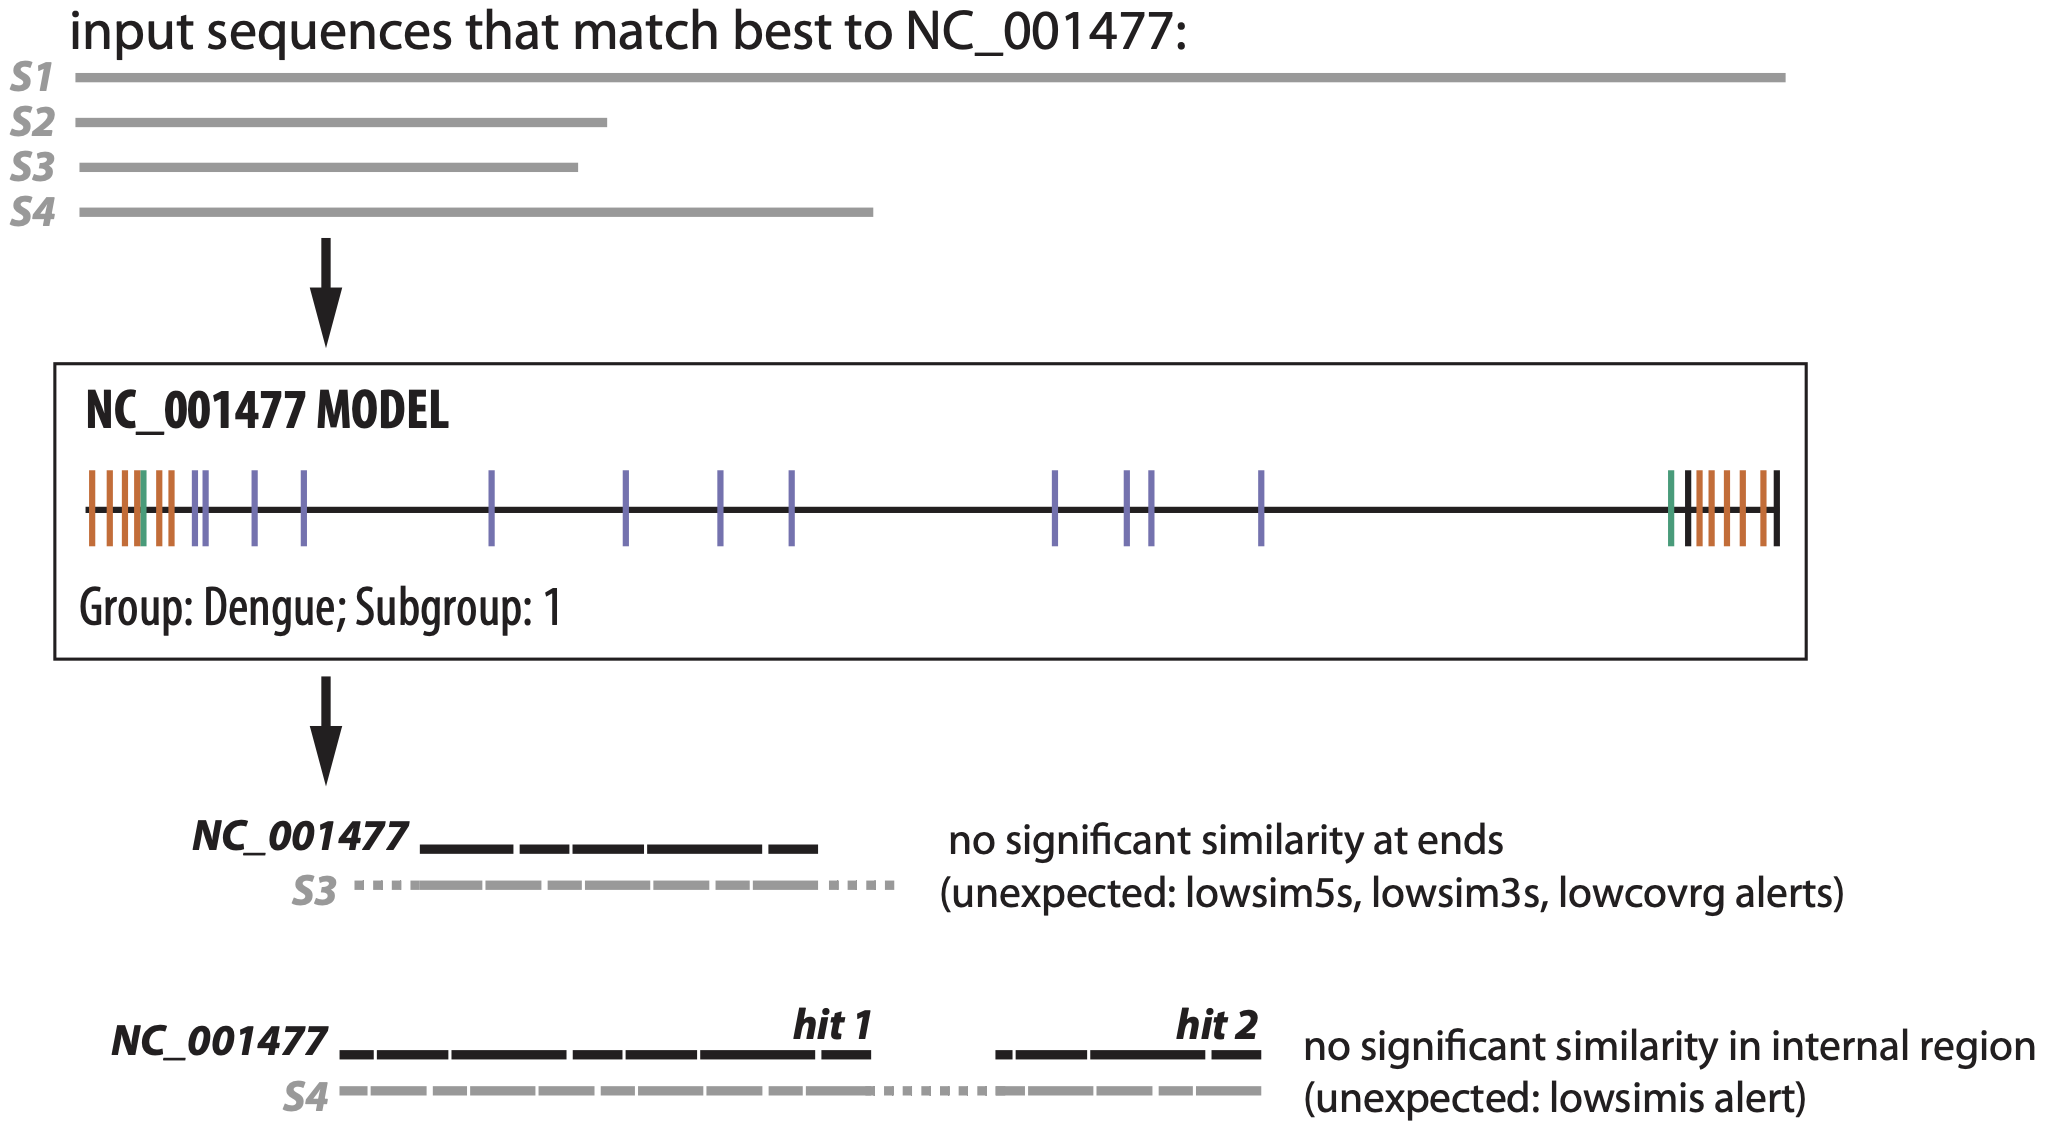 input sequences that match best to NC_001477:
S1
S2
S3
S4
NC_001477 MODEL
Group: Dengue; Subgroup: 1
NC_001477
S3
no significant similarity at ends
(unexpected: lowsim5s, lowsim3s, lowcovrg alerts)
NC_001477 hit 1 hit 2
S4
no significant similarity in internal region
(unexpected: lowsimis alert)